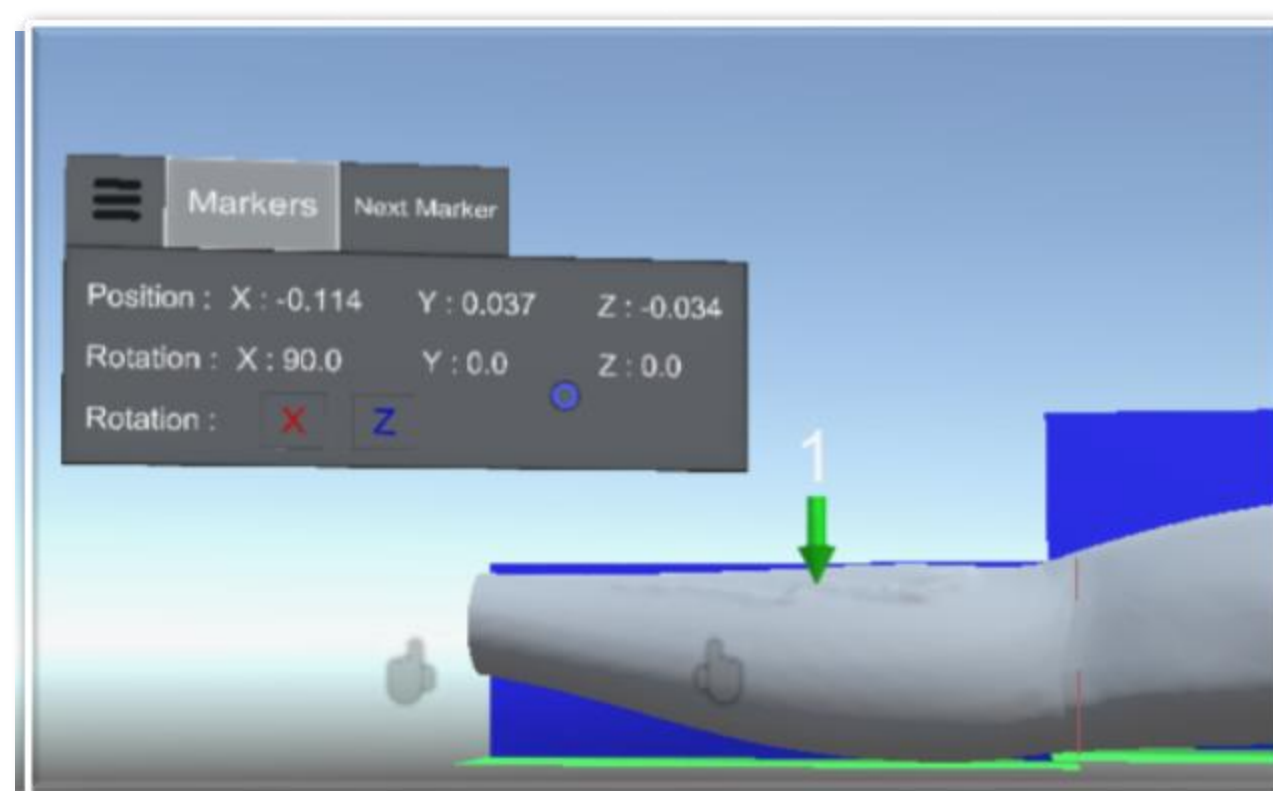 Markers Next Marker
Position : X : -0.114 Y : 0.037 Z : -0.034
Rotation : X : 90.0 Y : 0.0 Z : 0.0
Rotation : X Z
1